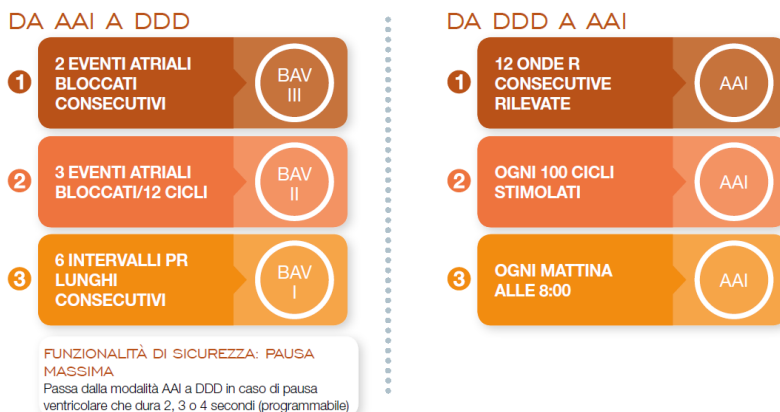 DA AAI A DDD
1
2 EVENTI ATRIALI
BLOCCATI
CONSECUTIVI
BAV
III
2
3 EVENTI ATRIALI
BLOCCATI/12 CICLI
BAV
II
3
6 INTERVALLI PR
LUNGHI
CONSECUTIVI
BAV
I
FUNZIONALITÀ DI SICUREZZA: PAUSA
MASSIMA
Passa dalla modalità AAI a DDD in caso di pausa
ventricolare che dura 2, 3 o 4 secondi (programmabile)
DA DDD A AAI
1
12 ONDE R
CONSECUTIVE
RILEVATE
AAI
2
OGNI 100 CICLI
STIMOLATI
AAI
3
OGNI MATTINA
ALLE 8:00
AAI